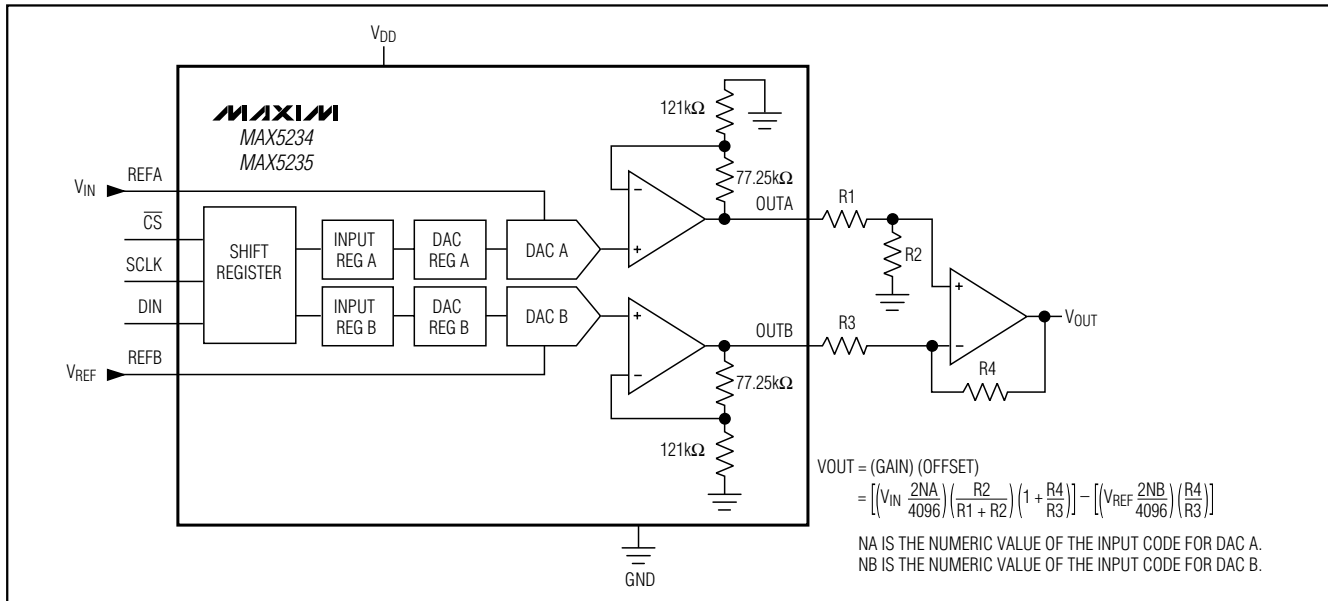 VDD
MAXIM
MAX5234
MAX5235
121kΩ
77.25kΩ
REFA
VIN
CS
SCLK
DIN
REFB
VREF
SHIFT
REGISTER
INPUT
REG A
DAC
REG A
DAC A
INPUT
REG B
DAC
REG B
DAC B
−
+
OUTA
+
−
OUTB
77.25kΩ
121kΩ
R1
R2
R3
+
−
R4
VOUT
GND
VOUT = (GAIN) (OFFSET)
= [(VIN 2NA/4096)(R2/R1 + R2)(1 + R4/R3)] − [(VREF 2NB/4096)(R4/R3)]
NA IS THE NUMERIC VALUE OF THE INPUT CODE FOR DAC A.
NB IS THE NUMERIC VALUE OF THE INPUT CODE FOR DAC B.